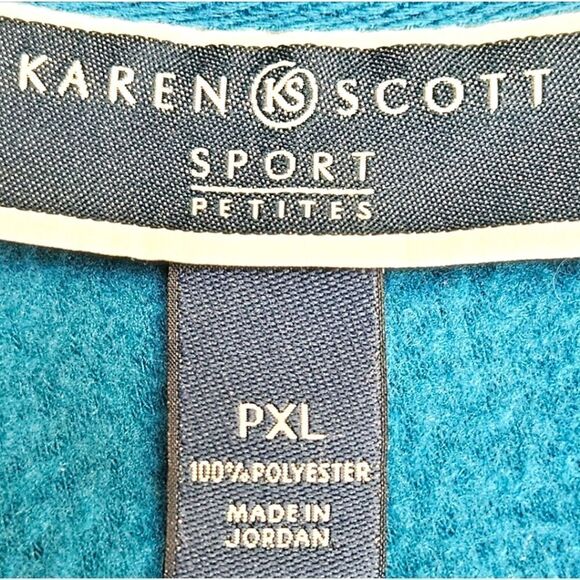 KAREN KS SCOTT
SPORT
PETITES
PXL
100% POLYESTER
MADE IN
JORDAN